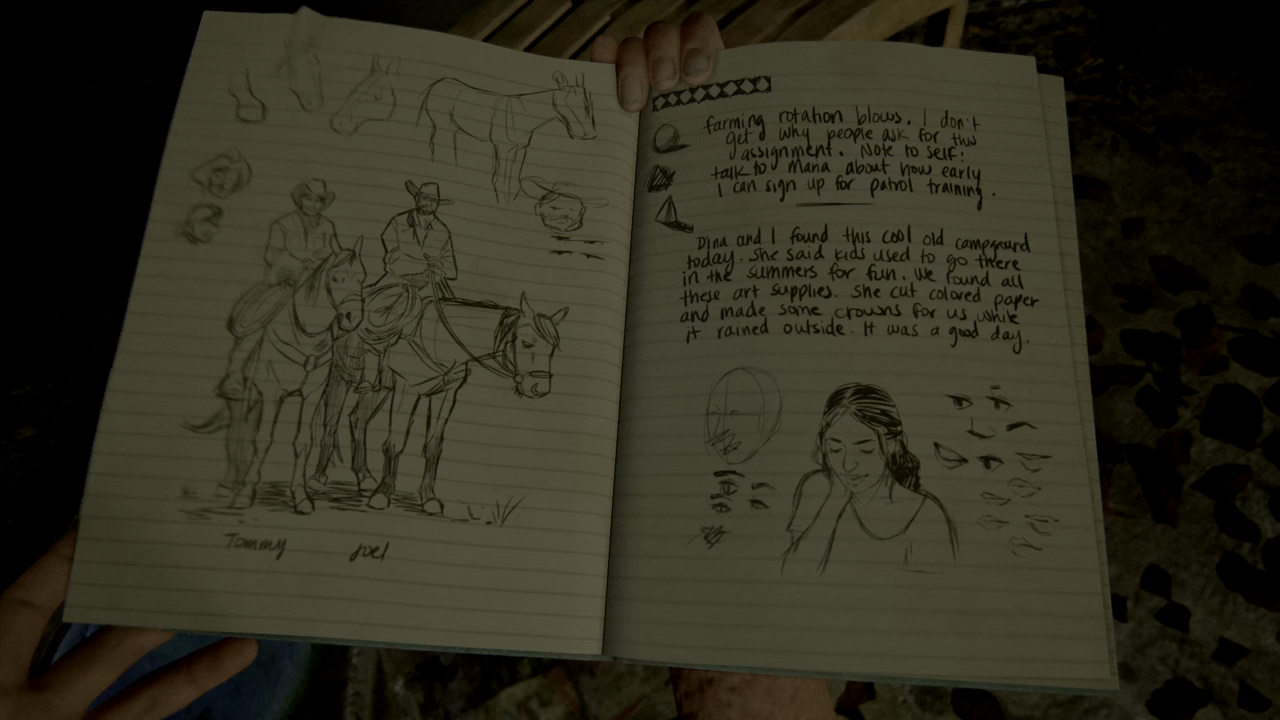 Tommy
Joel
farming rotation blows. I don't
get why people ask for this
assignment. Note to self:
talk to Maria about how early
I can sign up for patrol training.
Dina and I found this cool old campground
today. She said kids used to go there
in the summers for fun. We found all
these art supplies. She cut colored paper
and made some crowns for us while
it rained outside. It was a good day.